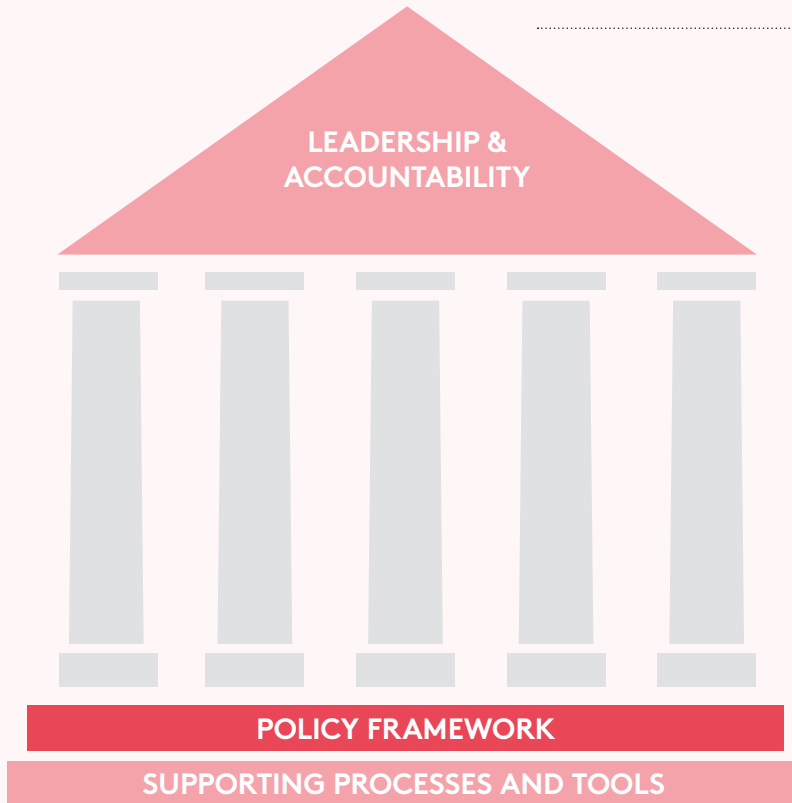 LEADERSHIP &
ACCOUNTABILITY
POLICY FRAMEWORK
SUPPORTING PROCESSES AND TOOLS